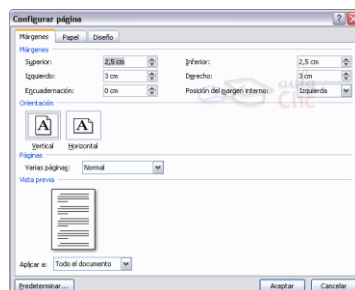 Configurar página
Márgenes Papel Diseño
Márgenes
Superior: 2,5 cm Inferior: 2,5 cm
Izquierdo: 3 cm Derecho: 3 cm
Encuadernación: 0 cm Posición del margen interno: Izquierda
aula
Clic
Orientación
A A
Vertical Horizontal
Páginas
Varias páginas: Normal
Vista previa
Aplicar a: Todo el documento
Predeterminar... Aceptar Cancelar